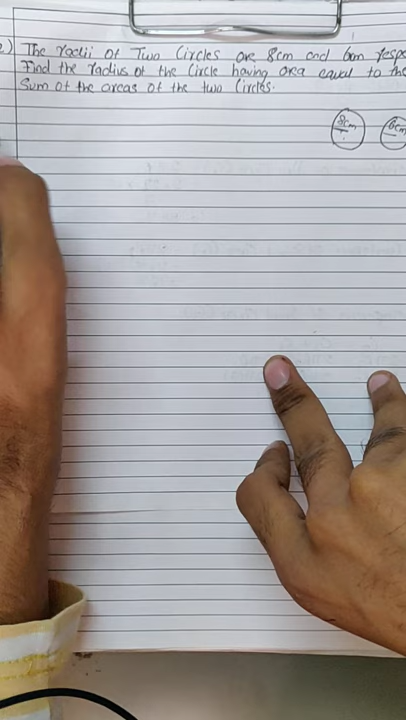 2) The radii of Two Circles are 8cm and 6m respe
Find the radius of the Circle having area equal to the
Sum of the areas of the two Circles.
8cm 6cm